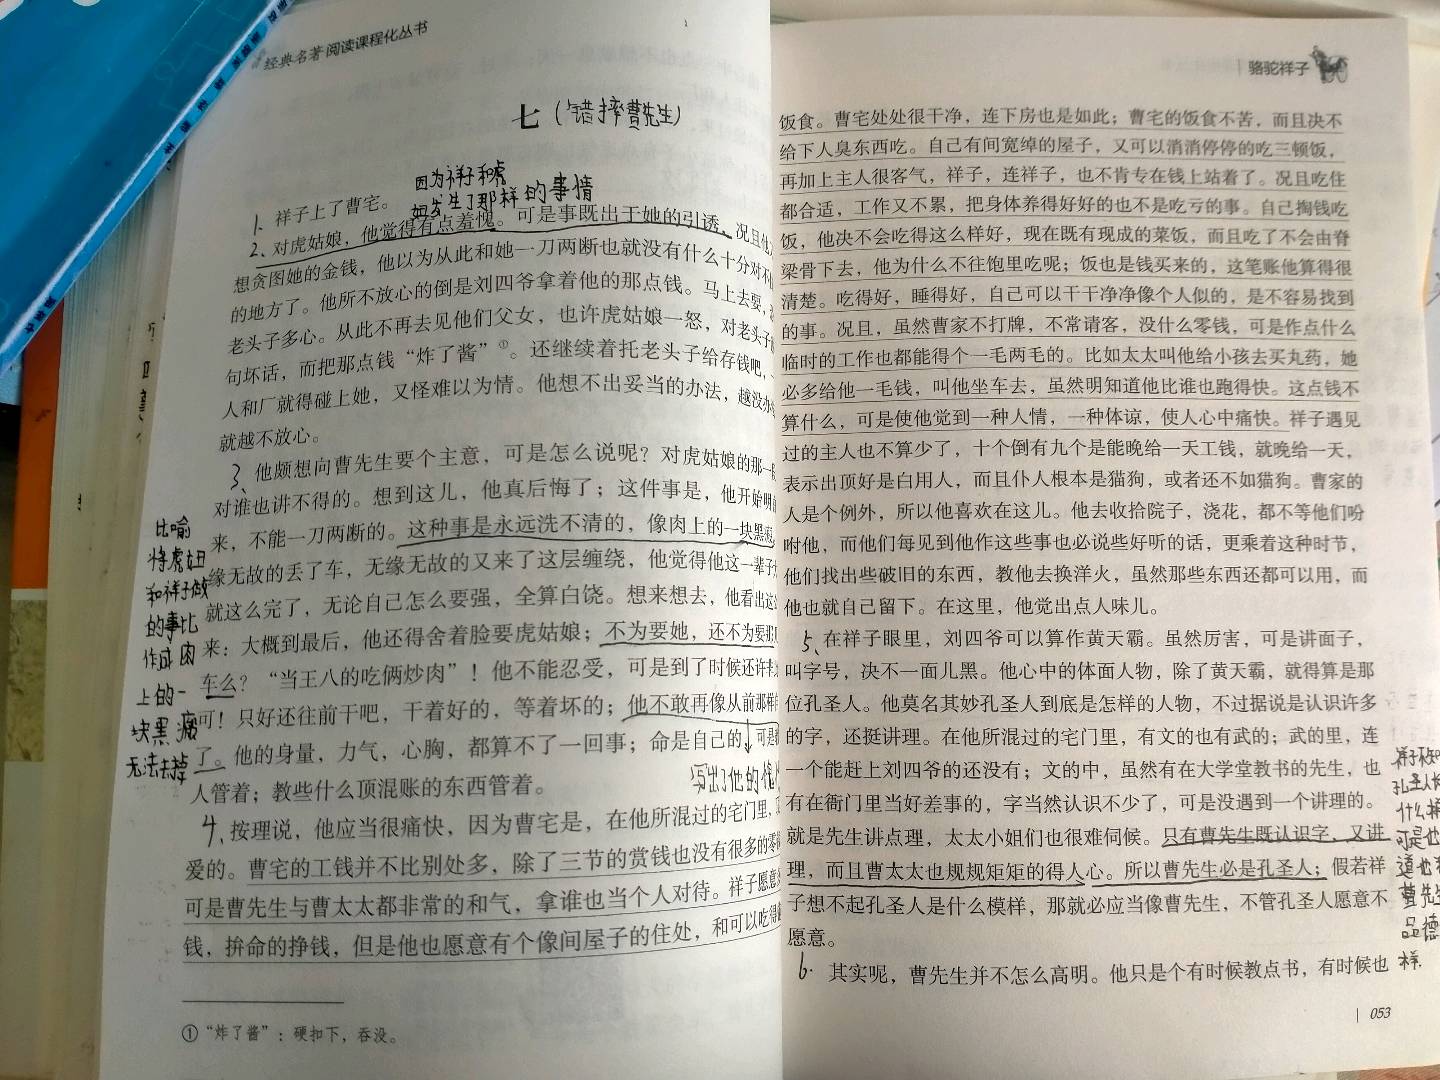 经典名著 阅读课程化丛书
七（错摔曹先生）
因为祥子和虎
妞发生了那样的事情
1、祥子上了曹宅。
2、对虎姑娘，他觉得有点羞愧。可是事既出于她的引诱，况且他
想贪图她的金钱，他以为从此和她一刀两断也就没有什么十分对不
的地方了。他所不放心的倒是刘四爷拿着他的那点钱。马上去要，
老头子多心。从此不再去见他们父女，也许虎姑娘一怒，对老头子
句坏话，而把那点钱“炸了酱”①。还继续着托老头子给存钱吧，
人和厂就得碰上她，又怪难以为情。他想不出妥当的办法，越没办
就越不放心。
3、他颇想向曹先生要个主意，可是怎么说呢？对虎姑娘的那一
对谁也讲不得的。想到这儿，他真后悔了；这件事是，他开始明
来，不能一刀两断的。这种事是永远洗不清的，像肉上的一块黑
缘无故的丢了车，无缘无故的又来了这层缠绕，他觉得他这一辈子
就这么完了，无论自己怎么要强，全算白饶。想来想去，他看出这
来：大概到最后，他还得舍着脸要虎姑娘；不为要她，还不为要那
车么？“当王八的吃俩炒肉”！他不能忍受，可是到了时候还许
可！只好还往前干吧，干着好的，等着坏的；他不敢再像从前那样
了。他的身量，力气，心胸，都算不了一回事；命是自己的，可是
人管着；教些什么顶混账的东西管着。
比喻
将虎妞
和祥子做
的事比
作成肉
上的一
块黑瘢
无法去掉
写出了他的
4、按理说，他应当很痛快，因为曹宅是，在他所混过的宅门里，
爱的。曹宅的工钱并不比别处多，除了三节的赏钱也没有很多的零
可是曹先生与曹太太都非常的和气，拿谁也当个人对待。祥子愿意
钱，拚命的挣钱，但是他也愿意有个像间屋子的住处，和可以吃得
①“炸了酱”：硬扣下，吞没。
骆驼祥子
饭食。曹宅处处很干净，连下房也是如此；曹宅的饭食不苦，而且决不
给下人臭东西吃。自己有间宽绰的屋子，又可以消消停停的吃三顿饭，
再加上主人很客气，祥子，连祥子，也不肯专在钱上站着了。况且吃住
都合适，工作又不累，把身体养得好好的也不是吃亏的事。自己掏钱吃
饭，他决不会吃得这么样好，现在既有现成的菜饭，而且吃了不会由脊
梁骨下去，他为什么不往饱里吃呢；饭也是钱买来的，这笔账他算得很
清楚。吃得好，睡得好，自己可以干干净净像个人似的，是不容易找到
的事。况且，虽然曹家不打牌，不常请客，没什么零钱，可是作点什么
临时的工作也都能得个一毛两毛的。比如太太叫他给小孩去买丸药，她
必多给他一毛钱，叫他坐车去，虽然明知道他比谁也跑得快。这点钱不
算什么，可是使他觉到一种人情，一种体谅，使人心中痛快。祥子遇见
过的主人也不算少了，十个倒有九个是能晚给一天工钱，就晚给一天，
表示出顶好是白用人，而且仆人根本是猫狗，或者还不如猫狗。曹家的
人是个例外，所以他喜欢在这儿。他去收拾院子，浇花，都不等他们吩
咐他，而他们每见到他作这些事也必说些好听的话，更乘着这种时节，
他们找出些破旧的东西，教他去换洋火，虽然那些东西还都可以用，而
他也就自己留下。在这里，他觉出点人味儿。
5、在祥子眼里，刘四爷可以算作黄天霸。虽然厉害，可是讲面子，
叫字号，决不一面儿黑。他心中的体面人物，除了黄天霸，就得算是那
位孔圣人。他莫名其妙孔圣人到底是怎样的人物，不过据说是认识许多
的字，还挺讲理。在他所混过的宅门里，有文的也有武的；武的里，连
一个能赶上刘四爷的还没有；文的中，虽然有在大学堂教书的先生，也
有在衙门里当好差事的，字当然认识不少了，可是没遇到一个讲理的。
就是先生讲点理，太太小姐们也很难伺候。只有曹先生既认识字，又讲
理，而且曹太太也规规矩矩的得人心。所以曹先生必是孔圣人；假若祥
子想不起孔圣人是什么模样，那就必应当像曹先生，不管孔圣人愿意不
愿意。
6. 其实呢，曹先生并不怎么高明。他只是个有时候教点书，有时候也
祥子不知
孔圣人
什么
可是他
道
曹先生
品德
样.
053